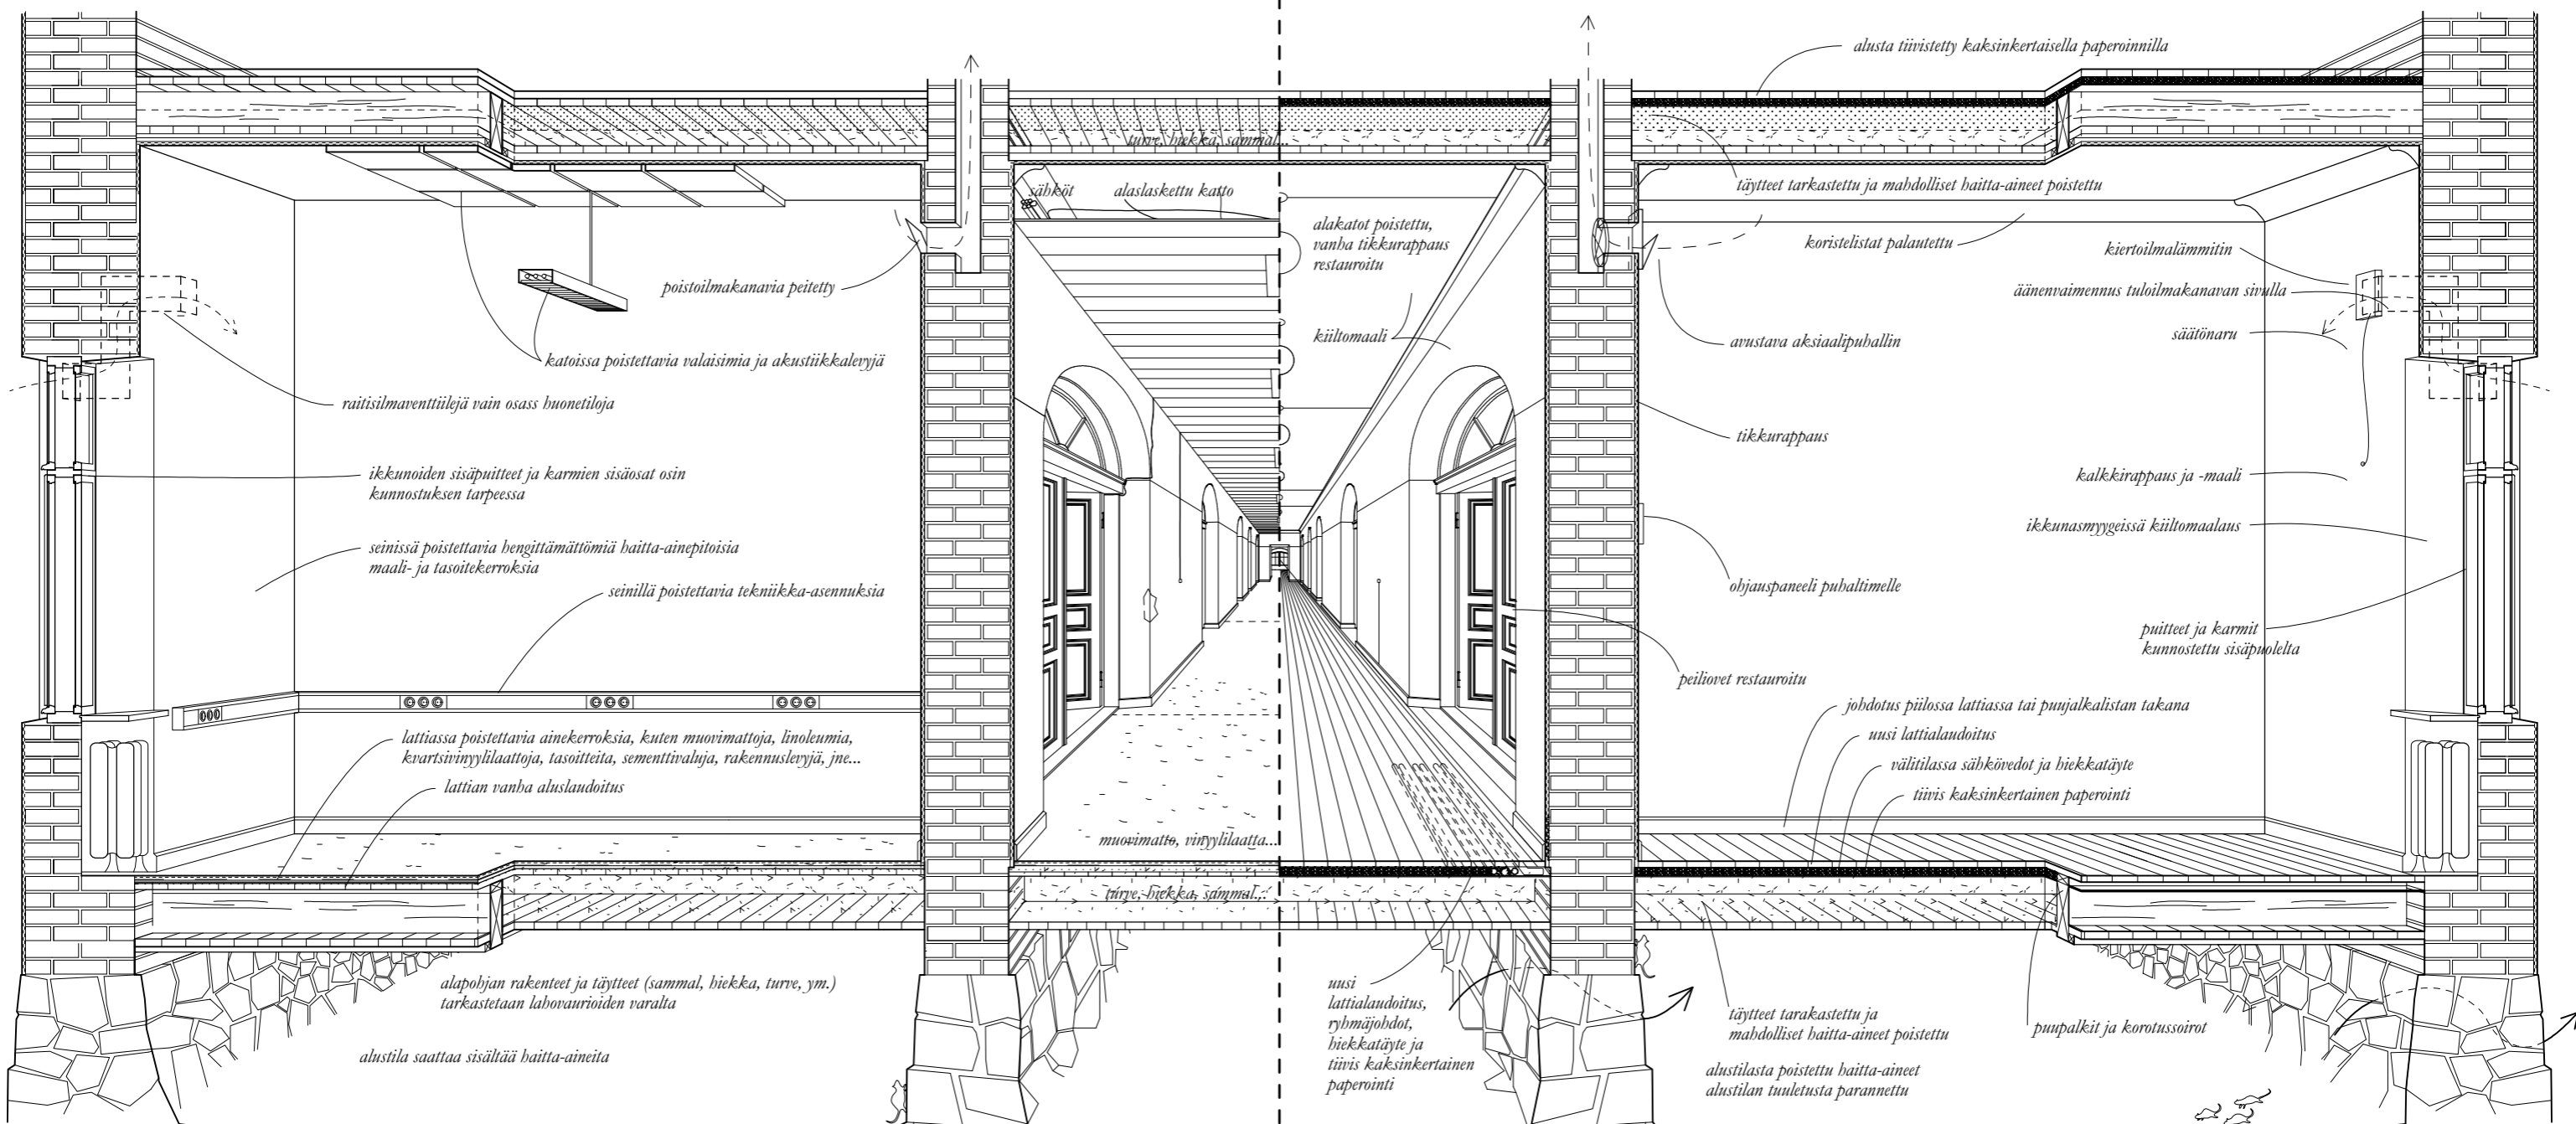 alusta tiivistetty kaksinkertaisella paperoinnilla
turve, hiekka, sammal...
sähköt
alaslaskettu katto
täytteet tarkastettu ja mahdolliset haitta-aineet poistettu
alakatot poistettu,
vanha tikkurappaus
restauroitu
koristelistat palautettu
kiertoilmalämmitin
poistoilmakanavia peitetty
äänenvaimennus tuloilmakanavan sivulla
kiiltomaali
avustava aksiaalipuhallin
säätönaru
katoissa poistettavia valaisimia ja akustiikkalevyjä
raitisilmaventtiilejä vain osass huonetiloja
tikkurappaus
ikkunoiden sisäpuitteet ja karmien sisäosat osin
kunnostuksen tarpeessa
kalkkirappaus ja -maali
ikkunasmyygeissä kiiltomaalaus
seinissä poistettavia hengittämättömiä haitta-ainepitoisia
maali- ja tasoitekerroksia
seinillä poistettavia tekniikka-asennuksia
ohjauspaneeli puhaltimelle
puitteet ja karmit
kunnostettu sisäpuolelta
peiliovet restauroitu
johdotus piilossa lattiassa tai puujalkalistan takana
uusi lattialaudoitus
lattiassa poistettavia ainekerroksia, kuten muovimattoja, linoleumia,
kvartsivinyylilaattoja, tasoitteita, sementtivaluja, rakennuslevyjä, jne...
välitilassa sähkövedot ja hiekkatäyte
lattian vanha aluslaudoitus
tiivis kaksinkertainen paperointi
muovimatto, vinyylilaatta...
turve, hiekka, sammal...
alapohjan rakenteet ja täytteet (sammal, hiekka, turve, ym.)
tarkastetaan lahovaurioiden varalta
uusi
lattialaudoitus,
ryhmäjohdot,
hiekkatäyte ja
tiivis kaksinkertainen
paperointi
täytteet tarakastettu ja
mahdolliset haitta-aineet poistettu
puupalkit ja korotussoirot
alustila saattaa sisältää haitta-aineita
alustilasta poistettu haitta-aineet
alustilan tuuletusta parannettu